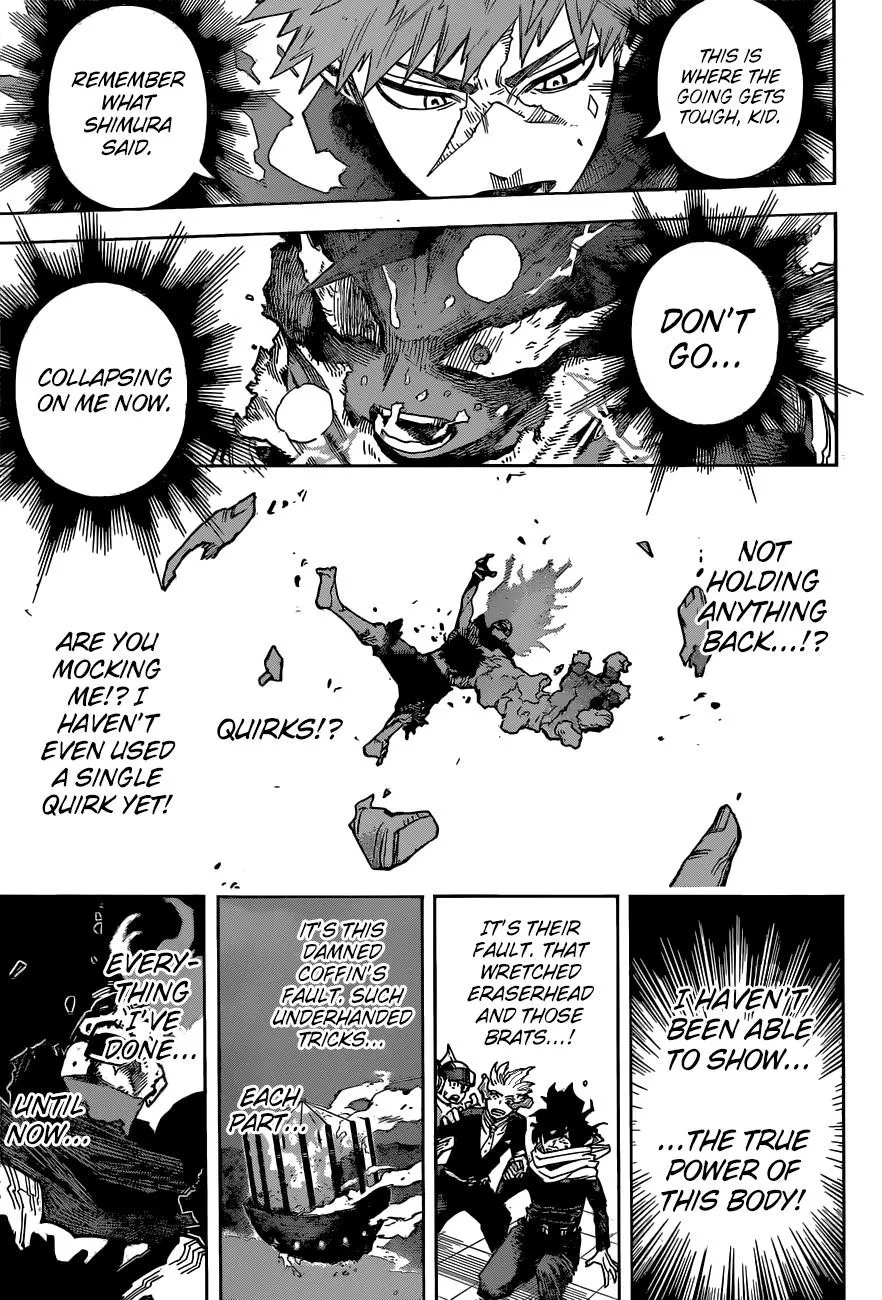 THIS IS
WHERE THE
GOING GETS
TOUGH, KID.
REMEMBER
WHAT
SHIMURA
SAID.
DON'T
GO...
COLLAPSING
ON ME NOW.
NOT
HOLDING
ANYTHING
BACK...!?
QUIRKS!?
ARE YOU
MOCKING
ME!? I
HAVEN'T
EVEN USED
A SINGLE
QUIRK YET!
I HAVEN'T
BEEN ABLE
TO SHOW...
...THE TRUE
POWER OF
THIS BODY!
IT'S THEIR
FAULT. THAT
WRETCHED
ERASERHEAD
AND THOSE
BRATS...!
IT'S THIS
DAMNED
COFFIN'S
FAULT. SUCH
UNDERHANDED
TRICKS...
EACH
PART...
EVERY-
THING
I'VE
DONE...
UNTIL
NOW...